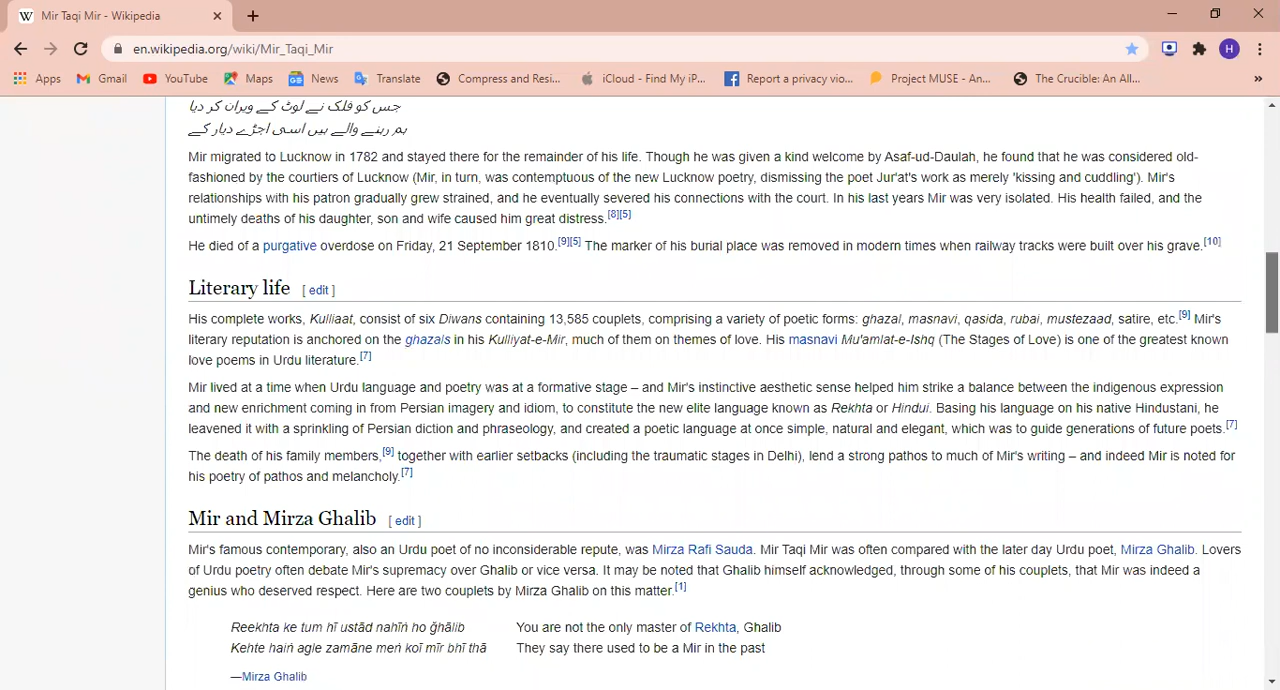 Mir Taqi Mir - Wikipedia
en.wikipedia.org/wiki/Mir_Taqi_Mir
H
Apps Gmail YouTube Maps News Translate Compress and Resi... iCloud - Find My iP... Report a privacy vio... Project MUSE - An... The Crucible: An All... »
جس کو فلک نے لوٹ کے ویران کر دیا
ہم رہنے والے ہیں اسی اجڑے دیار کے
Mir migrated to Lucknow in 1782 and stayed there for the remainder of his life. Though he was given a kind welcome by Asaf-ud-Daulah, he found that he was considered old-
fashioned by the courtiers of Lucknow (Mir, in turn, was contemptuous of the new Lucknow poetry, dismissing the poet Jur'at's work as merely 'kissing and cuddling'). Mir's
relationships with his patron gradually grew strained, and he eventually severed his connections with the court. In his last years Mir was very isolated. His health failed, and the
untimely deaths of his daughter, son and wife caused him great distress.[8][5]
He died of a purgative overdose on Friday, 21 September 1810.[9][5] The marker of his burial place was removed in modern times when railway tracks were built over his grave.[10]
Literary life [ edit ]
His complete works, Kulliaat, consist of six Diwans containing 13,585 couplets, comprising a variety of poetic forms: ghazal, masnavi, qasida, rubai, mustezaad, satire, etc.[9] Mir's
literary reputation is anchored on the ghazals in his Kulliyat-e-Mir, much of them on themes of love. His masnavi Mu'amlat-e-Ishq (The Stages of Love) is one of the greatest known
love poems in Urdu literature.[7]
Mir lived at a time when Urdu language and poetry was at a formative stage – and Mir's instinctive aesthetic sense helped him strike a balance between the indigenous expression
and new enrichment coming in from Persian imagery and idiom, to constitute the new elite language known as Rekhta or Hindui. Basing his language on his native Hindustani, he
leavened it with a sprinkling of Persian diction and phraseology, and created a poetic language at once simple, natural and elegant, which was to guide generations of future poets.[7]
The death of his family members,[9] together with earlier setbacks (including the traumatic stages in Delhi), lend a strong pathos to much of Mir's writing – and indeed Mir is noted for
his poetry of pathos and melancholy.[7]
Mir and Mirza Ghalib [ edit ]
Mir's famous contemporary, also an Urdu poet of no inconsiderable repute, was Mirza Rafi Sauda. Mir Taqi Mir was often compared with the later day Urdu poet, Mirza Ghalib. Lovers
of Urdu poetry often debate Mir's supremacy over Ghalib or vice versa. It may be noted that Ghalib himself acknowledged, through some of his couplets, that Mir was indeed a
genius who deserved respect. Here are two couplets by Mirza Ghalib on this matter.[1]
Reekhta ke tum hī ustād nahīṅ ho ğhālib You are not the only master of Rekhta, Ghalib
Kehte haiṅ agle zamāne meṅ koī mīr bhī thā They say there used to be a Mir in the past
—Mirza Ghalib